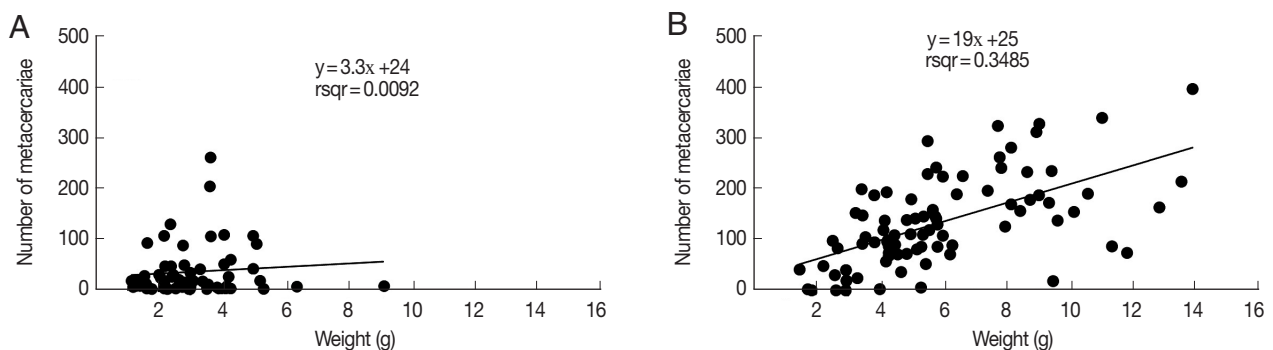 A
500
400
300
200
100
0
Number of metacercariae
y=3.3x +24
rsqr=0.0092
2 4 6 8 10 12 14 16
Weight (g)
B
500
400
300
200
100
0
Number of metacercariae
y=19x +25
rsqr=0.3485
2 4 6 8 10 12 14 16
Weight (g)